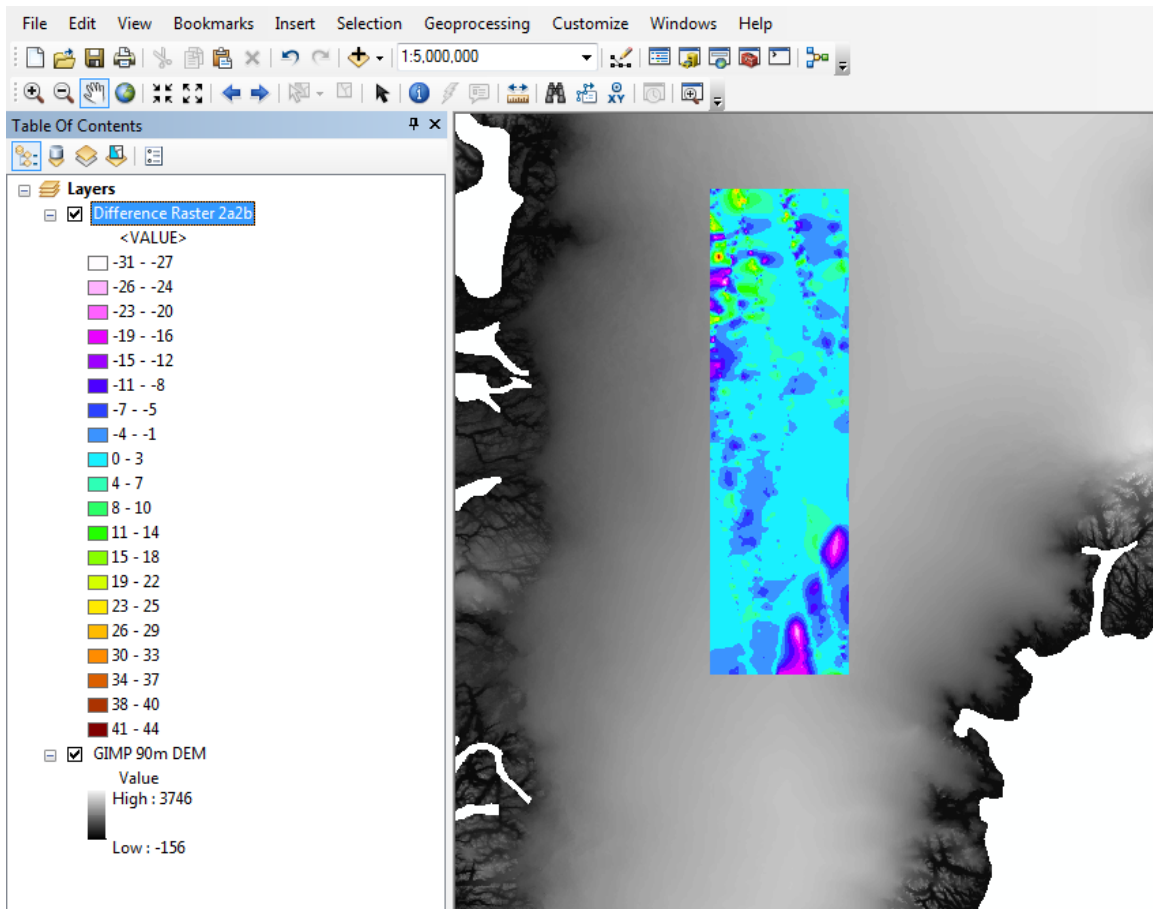 File Edit View Bookmarks Insert Selection Geoprocessing Customize Windows Help
1:5,000,000
XY
Table Of Contents
Layers
Difference Raster 2a2b
<VALUE>
-31 - -27
-26 - -24
-23 - -20
-19 - -16
-15 - -12
-11 - -8
-7 - -5
-4 - -1
0 - 3
4 - 7
8 - 10
11 - 14
15 - 18
19 - 22
23 - 25
26 - 29
30 - 33
34 - 37
38 - 40
41 - 44
GIMP 90m DEM
Value
High : 3746
Low : -156